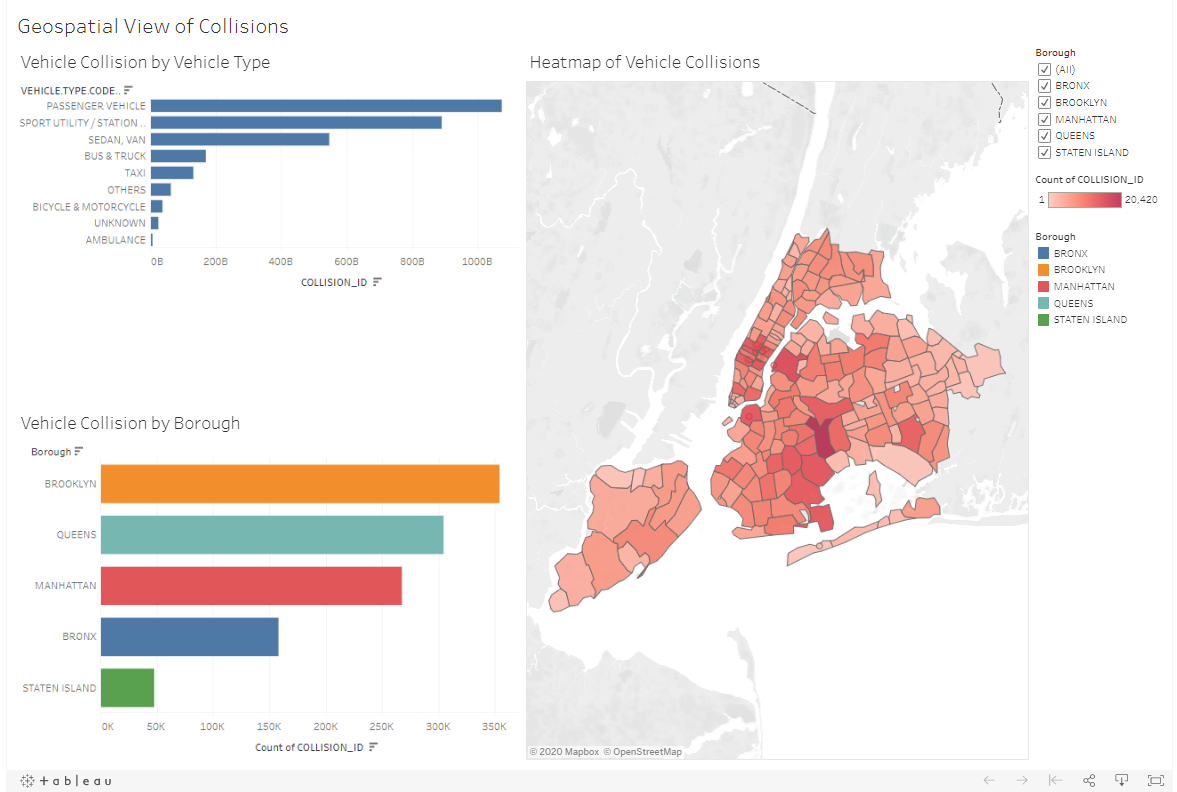 Geospatial View of Collisions
Vehicle Collision by Vehicle Type
VEHICLE.TYPE.CODE..
PASSENGER VEHICLE
SPORT UTILITY / STATION ..
SEDAN, VAN
BUS & TRUCK
TAXI
OTHERS
BICYCLE & MOTORCYCLE
UNKNOWN
AMBULANCE
0B 200B 400B 600B 800B 1000B
COLLISION_ID
Vehicle Collision by Borough
Borough
BROOKLYN
QUEENS
MANHATTAN
BRONX
STATEN ISLAND
0K 50K 100K 150K 200K 250K 300K 350K
Count of COLLISION_ID
Heatmap of Vehicle Collisions
© 2020 Mapbox © OpenStreetMap
Borough
(All)
BRONX
BROOKLYN
MANHATTAN
QUEENS
STATEN ISLAND
Count of COLLISION_ID
1 20,420
Borough
BRONX
BROOKLYN
MANHATTAN
QUEENS
STATEN ISLAND
+ableau